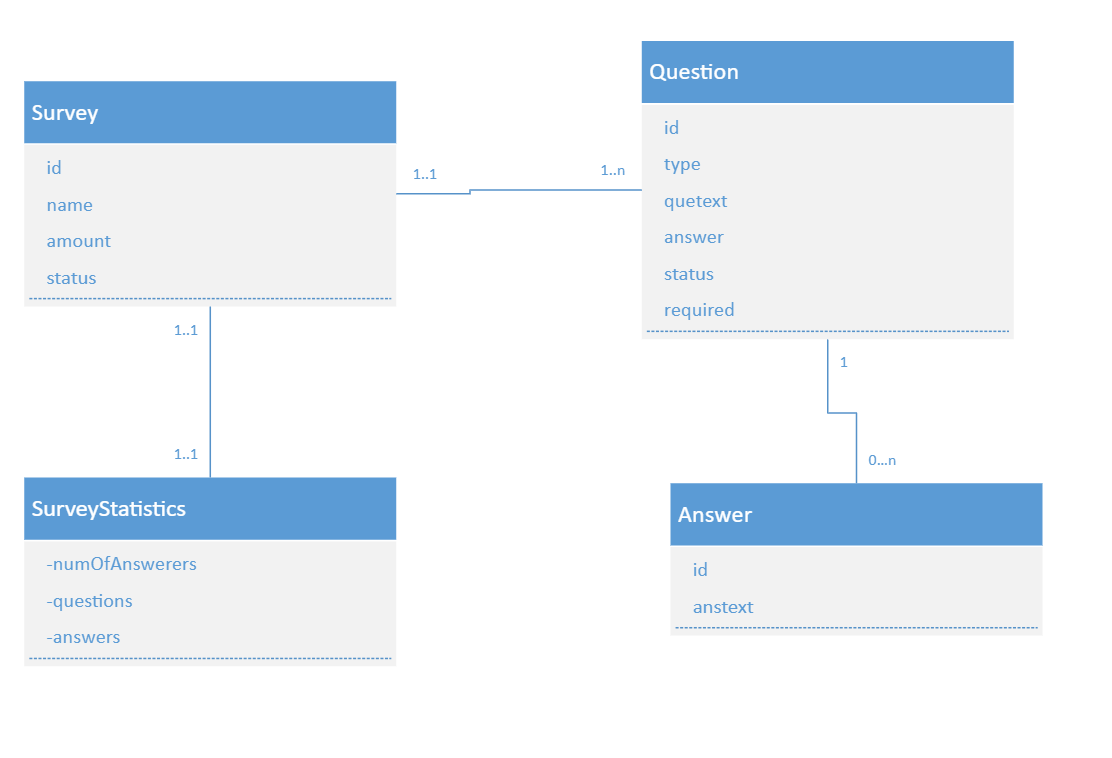 Survey
id
name
amount
status
1..1
1..n
Question
id
type
quetext
answer
status
required
1..1
1..1
SurveyStatistics
-numOfAnswerers
-questions
-answers
1
0...n
Answer
id
anstext